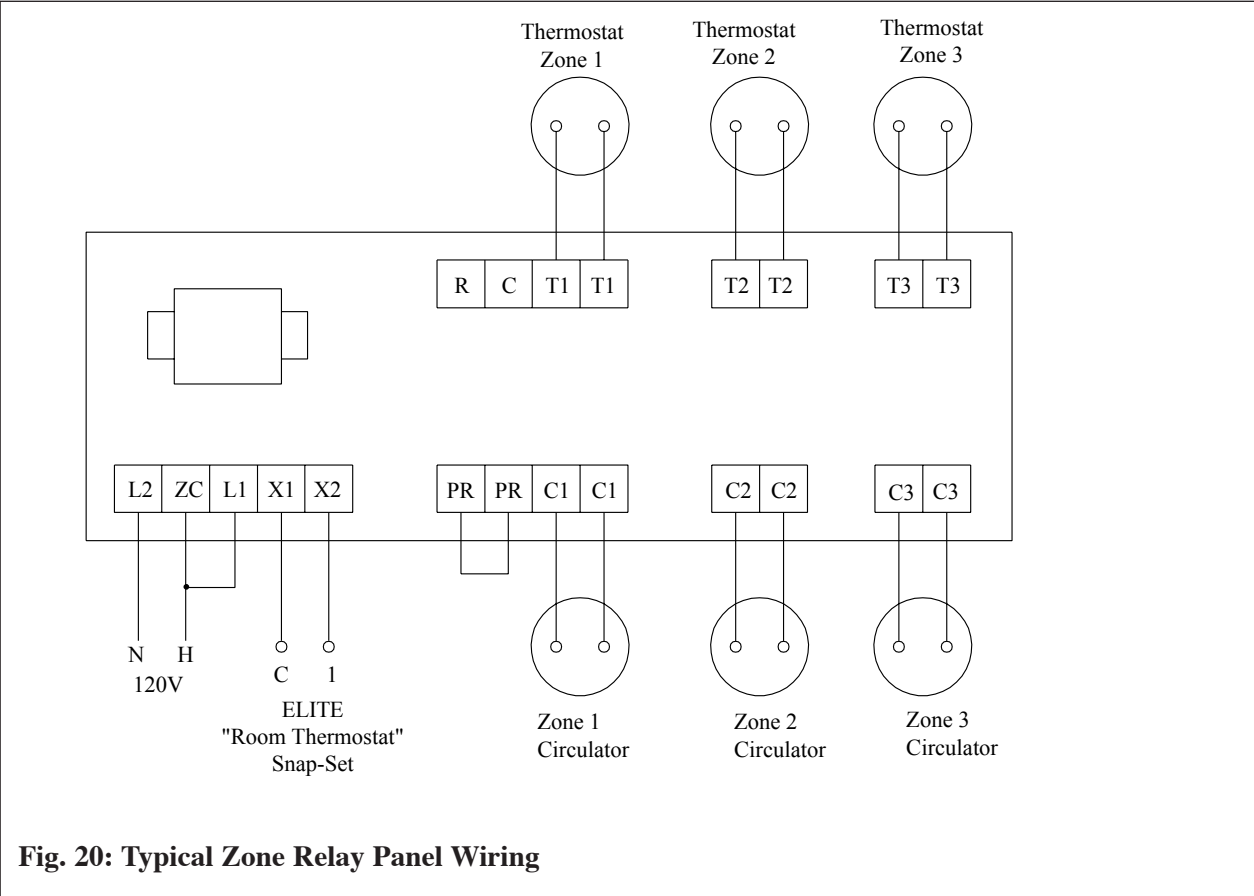 Thermostat
Zone 1
Thermostat
Zone 2
Thermostat
Zone 3
R C T1 T1
T2 T2
T3 T3
L2 ZC L1 X1 X2
PR PR C1 C1
C2 C2
C3 C3
N H
120V
C 1
ELITE
"Room Thermostat"
Snap-Set
Zone 1
Circulator
Zone 2
Circulator
Zone 3
Circulator
Fig. 20: Typical Zone Relay Panel Wiring